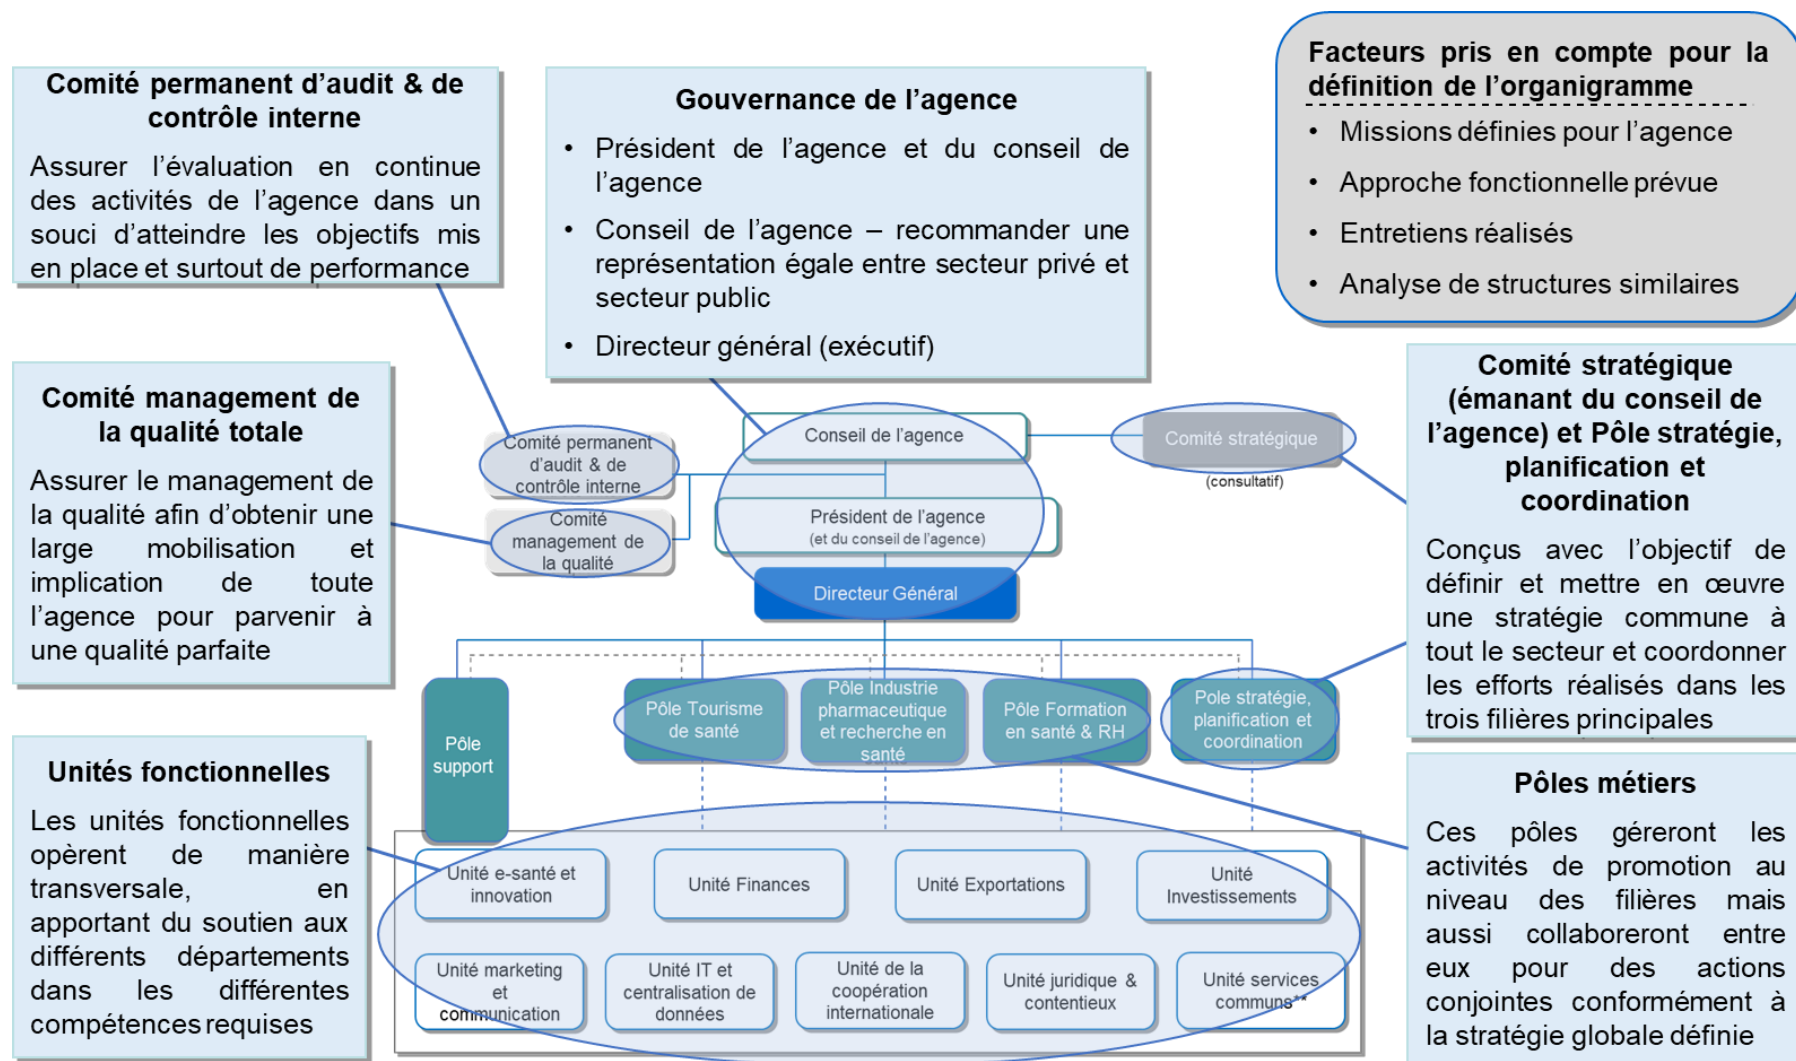 Comité permanent d’audit & de
contrôle interne
Assurer l’évaluation en continue
des activités de l’agence dans un
souci d’atteindre les objectifs mis
en place et surtout de performance
Gouvernance de l’agence
• Président de l’agence et du conseil de
l’agence
• Conseil de l’agence – recommander une
représentation égale entre secteur privé et
secteur public
• Directeur général (exécutif)
Facteurs pris en compte pour la
définition de l’organigramme
• Missions définies pour l’agence
• Approche fonctionnelle prévue
• Entretiens réalisés
• Analyse de structures similaires
Comité management de
la qualité totale
Assurer le management de
la qualité afin d’obtenir une
large mobilisation et
implication de toute
l’agence pour parvenir à
une qualité parfaite
Comité permanent
d’audit & de
contrôle interne
Comité
management de
la qualité
Conseil de l’agence
Président de l’agence
(et du conseil de l’agence)
Directeur Général
Comité stratégique
(consultatif)
Comité stratégique
(émanant du conseil de
l’agence) et Pôle stratégie,
planification et
coordination
Conçus avec l’objectif de
définir et mettre en œuvre
une stratégie commune à
tout le secteur et coordonner
les efforts réalisés dans les
trois filières principales
Pôle
support
Pôle Tourisme
de santé
Pôle Industrie
pharmaceutique
et recherche en
santé
Pôle Formation
en santé & RH
Pole stratégie,
planification et
coordination
Unités fonctionnelles
Les unités fonctionnelles
opèrent de manière
transversale, en
apportant du soutien aux
différents départements
dans les différentes
compétences requises
Unité e-santé et
innovation
Unité Finances
Unité Exportations
Unité
Investissements
Unité marketing
et
communication
Unité IT et
centralisation de
données
Unité de la
coopération
internationale
Unité juridique &
contentieux
Unité services
communs**
Pôles métiers
Ces pôles géreront les
activités de promotion au
niveau des filières mais
aussi collaboreront entre
eux pour des actions
conjointes conformément à
la stratégie globale définie